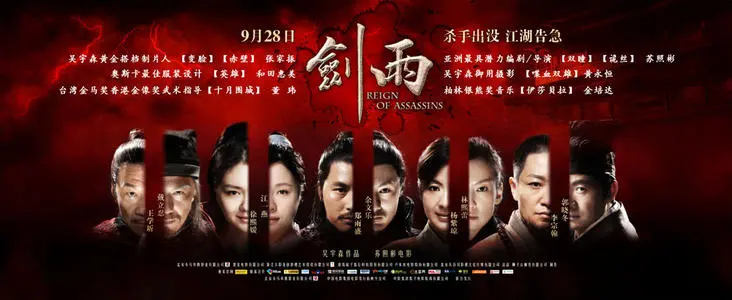 9月28日
杀手出没 江湖告急
劍雨
REIGN
OF ASSASSINS
吴宇森黄金搭档制片人【变脸】【赤壁】 张家振
奥斯卡最佳服装设计 【英雄】 和田惠美
台湾金马奖香港金像奖武术指导【十月围城】 董玮
亚洲最具潜力编剧/导演 【双瞳】【诡丝】 苏照彬
吴宇森御用摄影 【喋血双雄】黄永恒
柏林银熊奖音乐【伊莎贝拉】 金培达
王学圻
戴立忍
徐熙媛
江一燕
郑雨盛
余文乐
杨紫琼
林熙蕾
李宗翰
郭晓冬
吴宇森作品 苏照彬电影